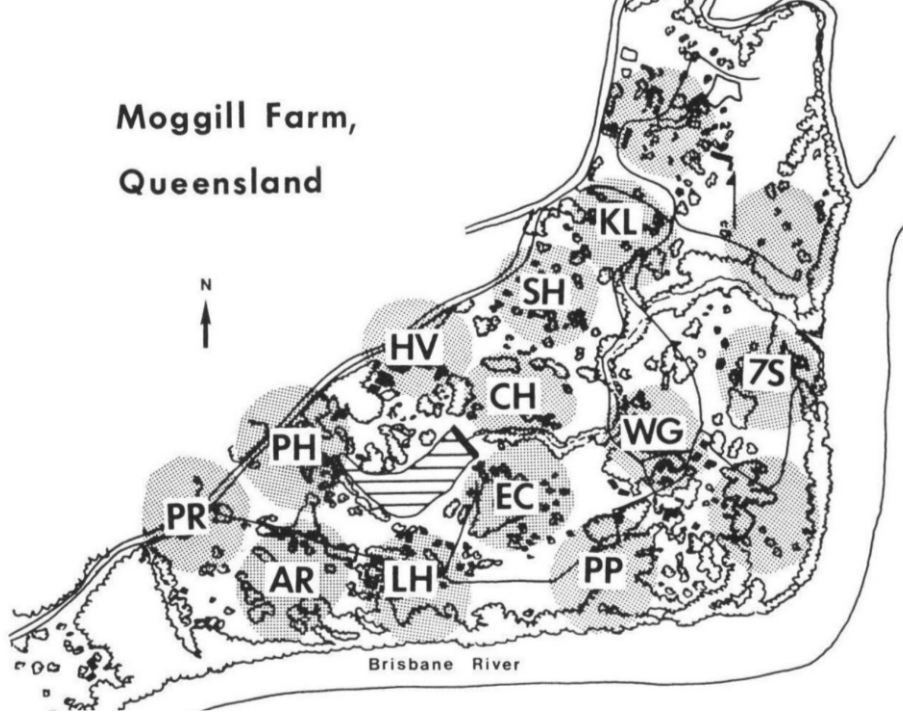 Moggill Farm,
Queensland
KL
N
SH
HV
7S
CH
WG
PH
EC
PR
AR
LH
PP
Brisbane River